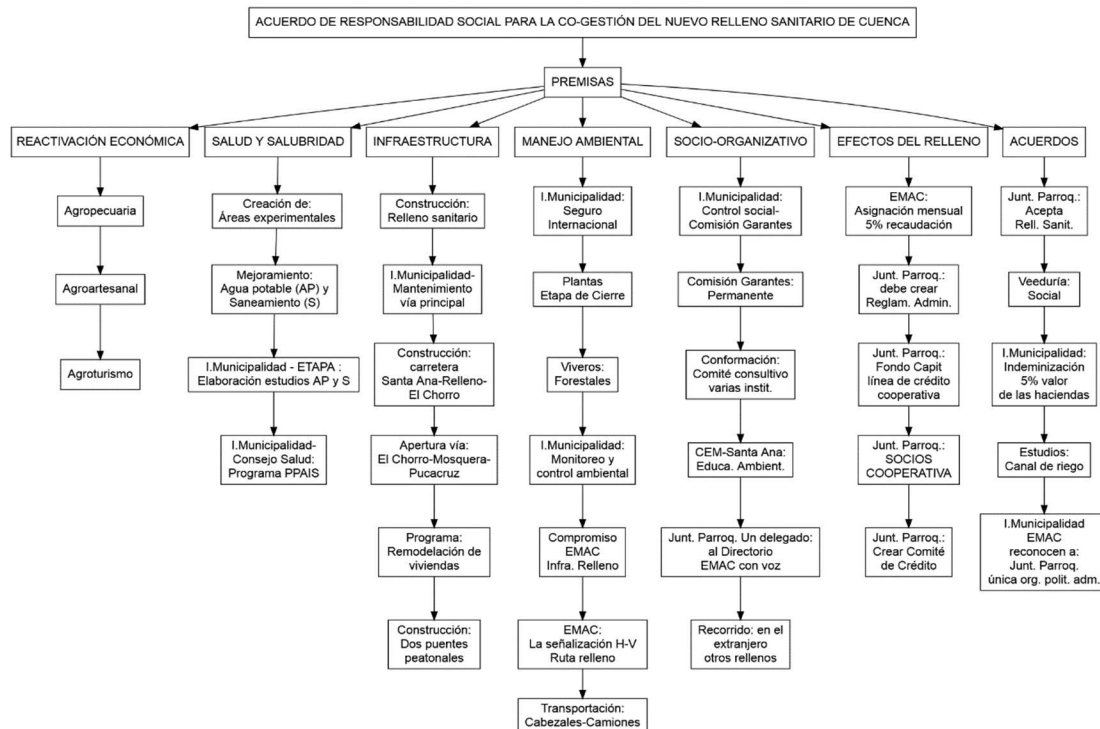 ACUERDO DE RESPONSABILIDAD SOCIAL PARA LA CO-GESTIÓN DEL NUEVO RELLENO SANITARIO DE CUENCA
PREMISAS
REACTIVACIÓN ECONÓMICA
Agropecuaria
Agroartesanal
Agroturismo
SALUD Y SALUBRIDAD
Creación de:
Áreas experimentales
Mejoramiento:
Agua potable (AP) y
Saneamiento (S)
I.Municipalidad - ETAPA :
Elaboración estudios AP y S
I.Municipalidad-
Consejo Salud:
Programa PPAIS
INFRAESTRUCTURA
Construcción:
Relleno sanitario
I.Municipalidad-
Mantenimiento
vía principal
Construcción:
carretera
Santa Ana-Relleno-
El Chorro
Apertura vía:
El Chorro-Mosquera-
Pucacruz
Programa:
Remodelación de
viviendas
Construcción:
Dos puentes
peatonales
MANEJO AMBIENTAL
I.Municipalidad:
Seguro
Internacional
Plantas
Etapa de Cierre
Viveros:
Forestales
I.Municipalidad:
Monitoreo y
control ambiental
Compromiso
EMAC
Infra. Relleno
EMAC:
La señalización H-V
Ruta relleno
Transportación:
Cabezales-Camiones
SOCIO-ORGANIZATIVO
I.Municipalidad:
Control social-
Comisión Garantes
Comisión Garantes:
Permanente
Conformación:
Comité consultivo
varias instit.
CEM-Santa Ana:
Educa. Ambient.
Junt. Parroq. Un delegado:
al Directorio
EMAC con voz
Recorrido: en el
extranjero
otros rellenos
EFECTOS DEL RELLENO
EMAC:
Asignación mensual
5% recaudación
Junt. Parroq.:
debe crear
Reglam. Admin.
Junt. Parroq.:
Fondo Capit
línea de crédito
cooperativa
Junt. Parroq.:
SOCIOS
COOPERATIVA
Junt. Parroq.:
Crear Comité
de Crédito
ACUERDOS
Junt. Parroq.:
Acepta
Rell. Sanit.
Veeduría:
Social
I.Municipalidad:
Indeminización
5% valor
de las haciendas
Estudios:
Canal de riego
I.Municipalidad
EMAC
reconocen a:
Junt. Parroq.
única org. polit. adm.